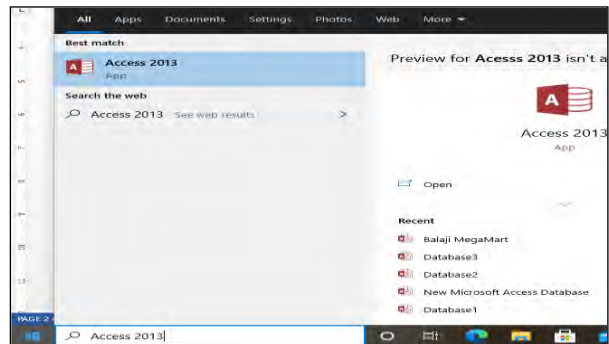 All Apps Documents Settings Photos Web More
Best match
Access 2013
App
Search the web
Access 2013 See web results
Preview for Acesss 2013 isn't a
Access 2013
App
Open
Recent
Balaji MegaMart
Database3
Database2
New Microsoft Access Database
Database1
PAGE 2
Access 2013